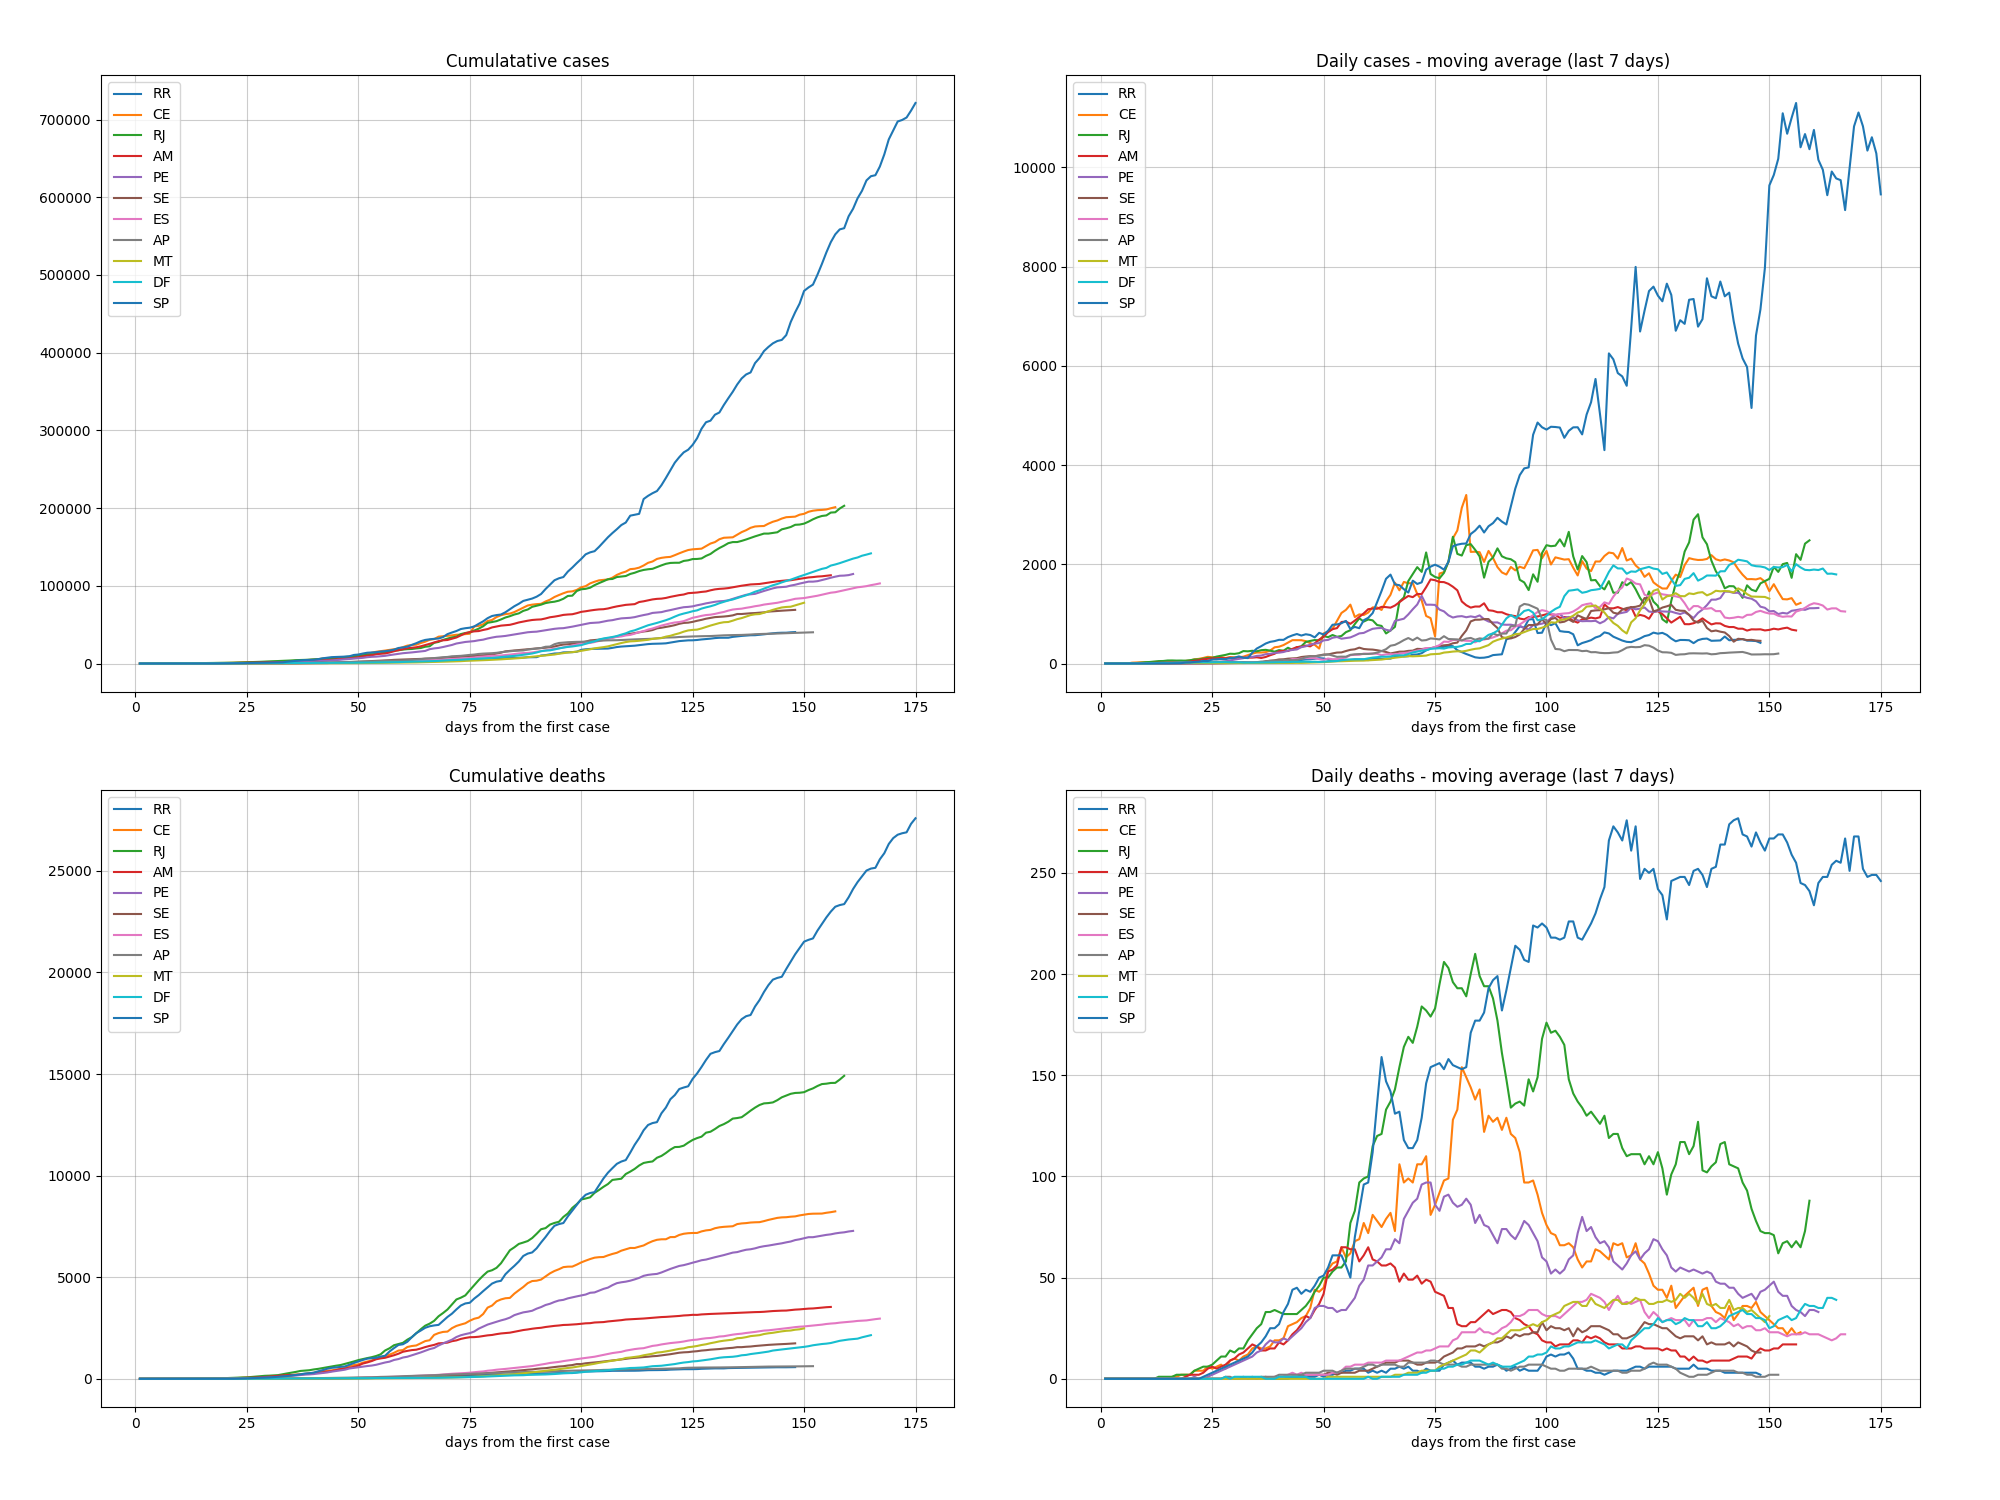 Cumulatative cases
RR
CE
RJ
AM
PE
SE
ES
AP
MT
DF
SP
700000
600000
500000
400000
300000
200000
100000
0
0 25 50 75 100 125 150 175
days from the first case
Daily cases - moving average (last 7 days)
RR
CE
RJ
AM
PE
SE
ES
AP
MT
DF
SP
10000
8000
6000
4000
2000
0
0 25 50 75 100 125 150 175
days from the first case
Cumulative deaths
RR
CE
RJ
AM
PE
SE
ES
AP
MT
DF
SP
25000
20000
15000
10000
5000
0
0 25 50 75 100 125 150 175
days from the first case
Daily deaths - moving average (last 7 days)
RR
CE
RJ
AM
PE
SE
ES
AP
MT
DF
SP
250
200
150
100
50
0
0 25 50 75 100 125 150 175
days from the first case